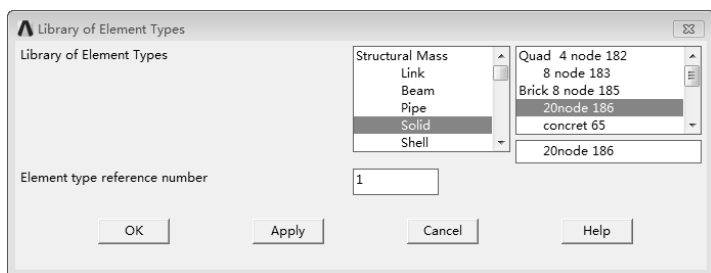 Library of Element Types
Library of Element Types
Structural Mass
Link
Beam
Pipe
Solid
Shell
Quad 4 node 182
8 node 183
Brick 8 node 185
20node 186
concret 65
20node 186
Element type reference number
1
OK
Apply
Cancel
Help